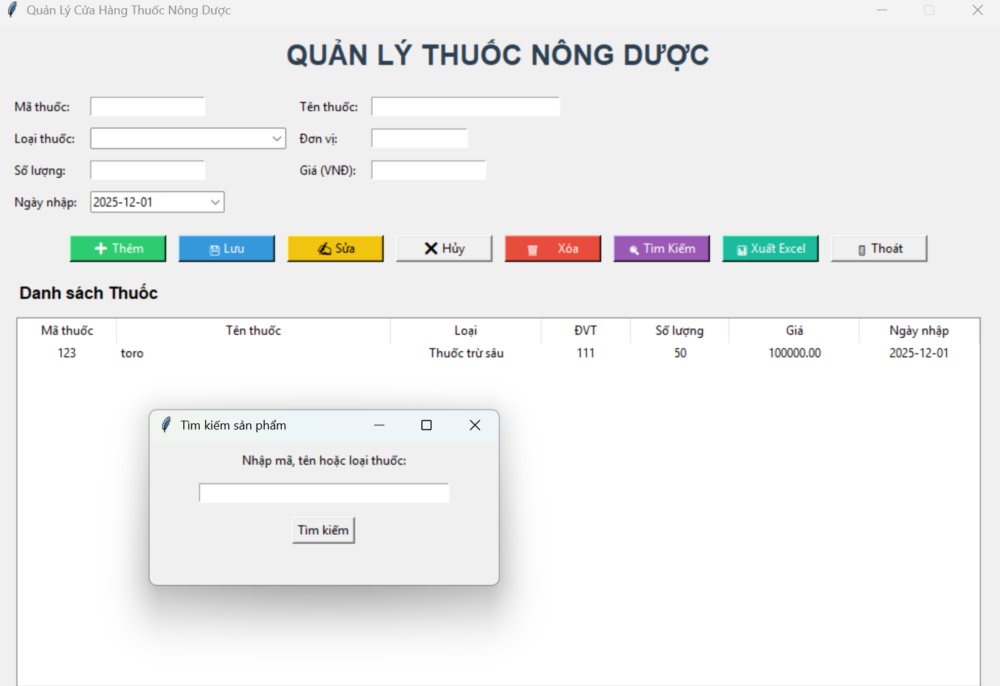 Quản Lý Cửa Hàng Thuốc Nông Dược
QUẢN LÝ THUỐC NÔNG DƯỢC
Mã thuốc:
Tên thuốc:
Loại thuốc:
Đơn vị:
Số lượng:
Giá (VNĐ):
Ngày nhập: 2025-12-01
Thêm Lưu Sửa Hủy Xóa Tìm Kiếm Xuất Excel Thoát
Danh sách Thuốc
Mã thuốc Tên thuốc Loại ĐVT Số lượng Giá Ngày nhập
123 toro Thuốc trừ sâu 111 50 100000.00 2025-12-01
Tìm kiếm sản phẩm
Nhập mã, tên hoặc loại thuốc:
Tìm kiếm